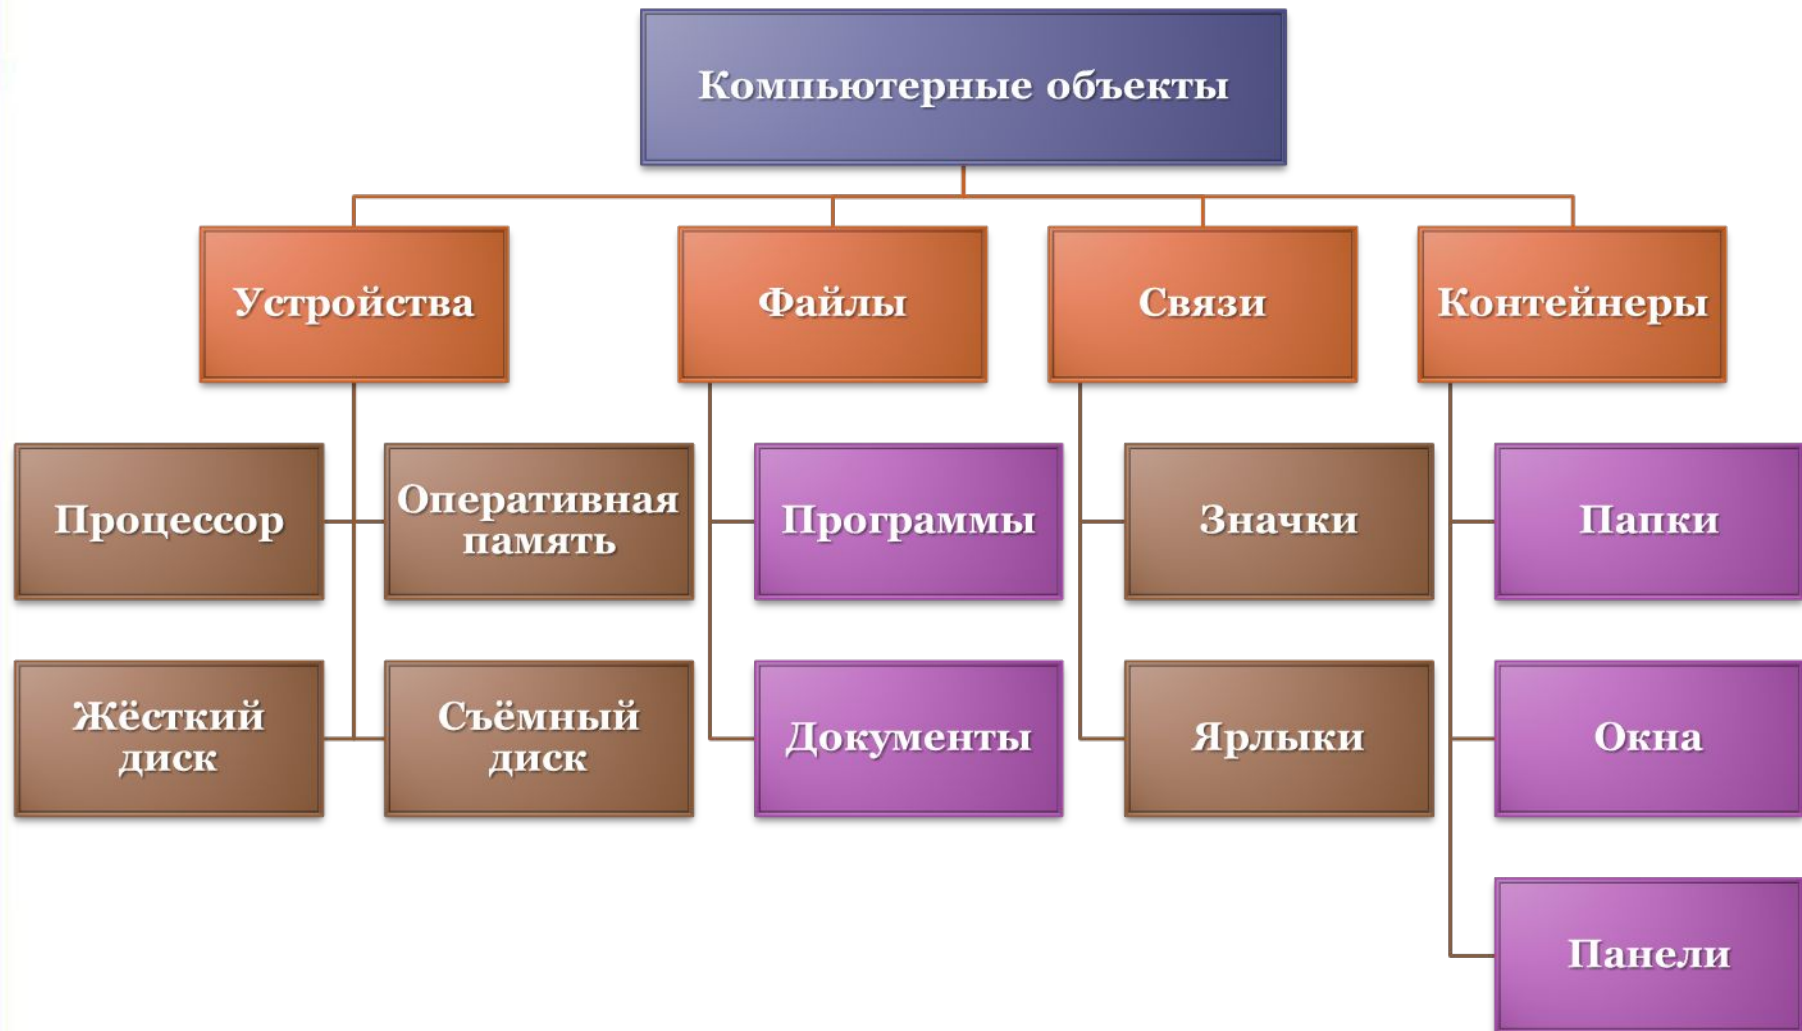 Компьютерные объекты
Устройства
Файлы
Связи
Контейнеры
Процессор
Оперативная
память
Программы
Значки
Папки
Жёсткий
диск
Съёмный
диск
Документы
Ярлыки
Окна
Панели